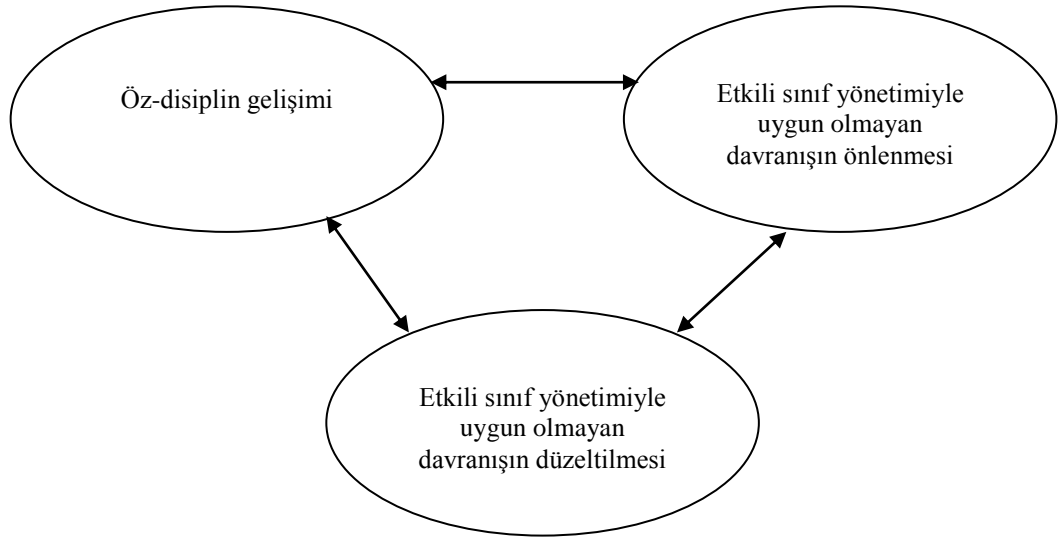 Öz-disiplin gelişimi
Etkili sınıf yönetimiyle
uygun olmayan
davranışın önlenmesi
Etkili sınıf yönetimiyle
uygun olmayan
davranışın düzeltilmesi